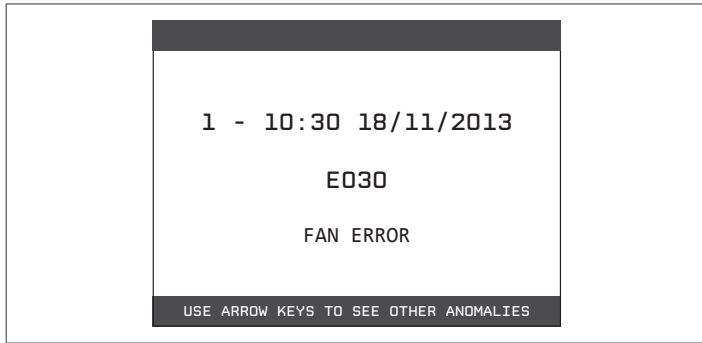 1 - 10:30 18/11/2013
E030
FAN ERROR
USE ARROW KEYS TO SEE OTHER ANOMALIES